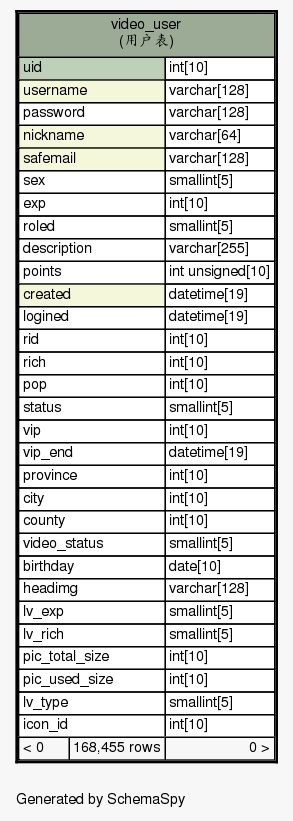 video_user
(用户表)
uid int[10]
username varchar[128]
password varchar[128]
nickname varchar[64]
safemail varchar[128]
sex smallint[5]
exp int[10]
roled smallint[5]
description varchar[255]
points int unsigned[10]
created datetime[19]
logined datetime[19]
rid int[10]
rich int[10]
pop int[10]
status smallint[5]
vip int[10]
vip_end datetime[19]
province int[10]
city int[10]
county int[10]
video_status smallint[5]
birthday date[10]
headimg varchar[128]
lv_exp smallint[5]
lv_rich smallint[5]
pic_total_size int[10]
pic_used_size int[10]
lv_type smallint[5]
icon_id int[10]
< 0 168,455 rows 0 >
Generated by SchemaSpy